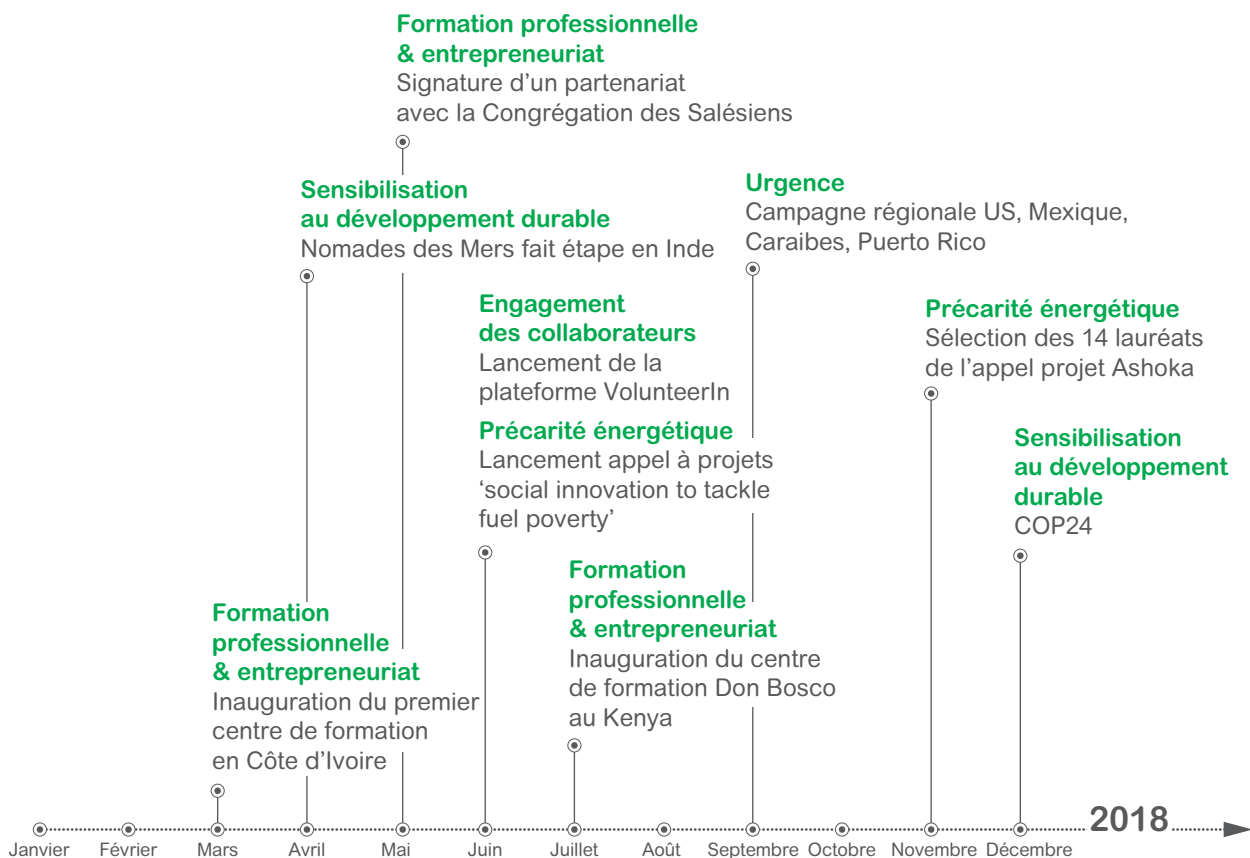 Formation professionnelle
& entrepreneuriat
Signature d’un partenariat
avec la Congrégation des Salésiens
Sensibilisation
au développement durable
Nomades des Mers fait étape en Inde
Urgence
Campagne régionale US, Mexique,
Caraibes, Puerto Rico
Engagement
des collaborateurs
Lancement de la
plateforme VolunteerIn
Précarité énergétique
Lancement appel à projets
‘social innovation to tackle
fuel poverty’
Précarité énergétique
Sélection des 14 lauréats
de l’appel projet Ashoka
Sensibilisation
au développement
durable
COP24
Formation
professionnelle
& entrepreneuriat
Inauguration du premier
centre de formation
en Côte d’Ivoire
Formation
professionnelle
& entrepreneuriat
Inauguration du centre
de formation Don Bosco
au Kenya
2018
Janvier Février Mars Avril Mai Juin Juillet Août Septembre Octobre Novembre Décembre